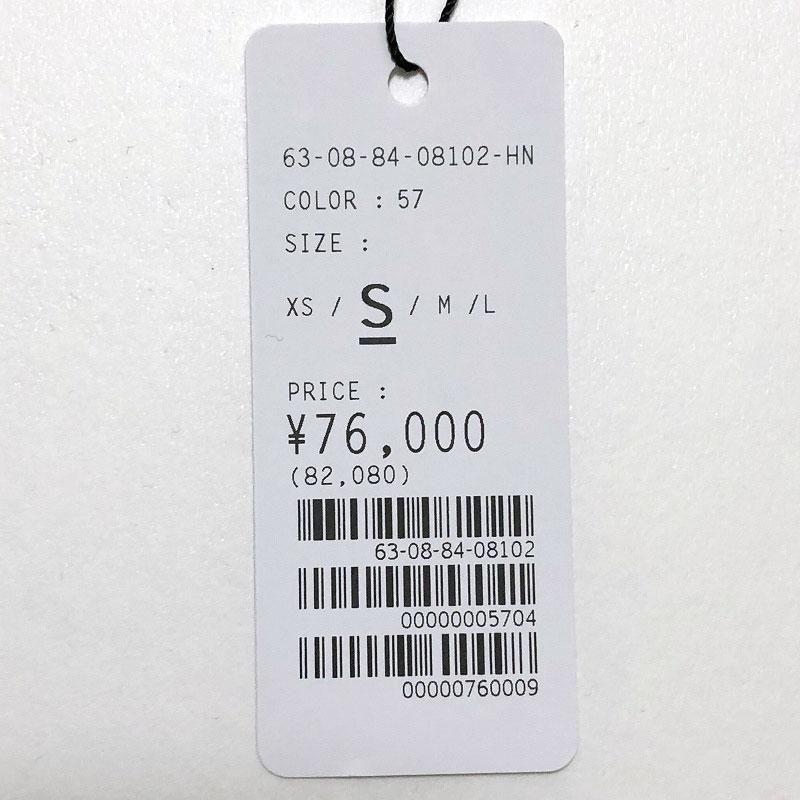 63-08-84-08102-HN
COLOR : 57
SIZE :
XS / S / M /L
PRICE :
¥76,000
(82,080)
63-08-84-08102
00000005704
00000760009